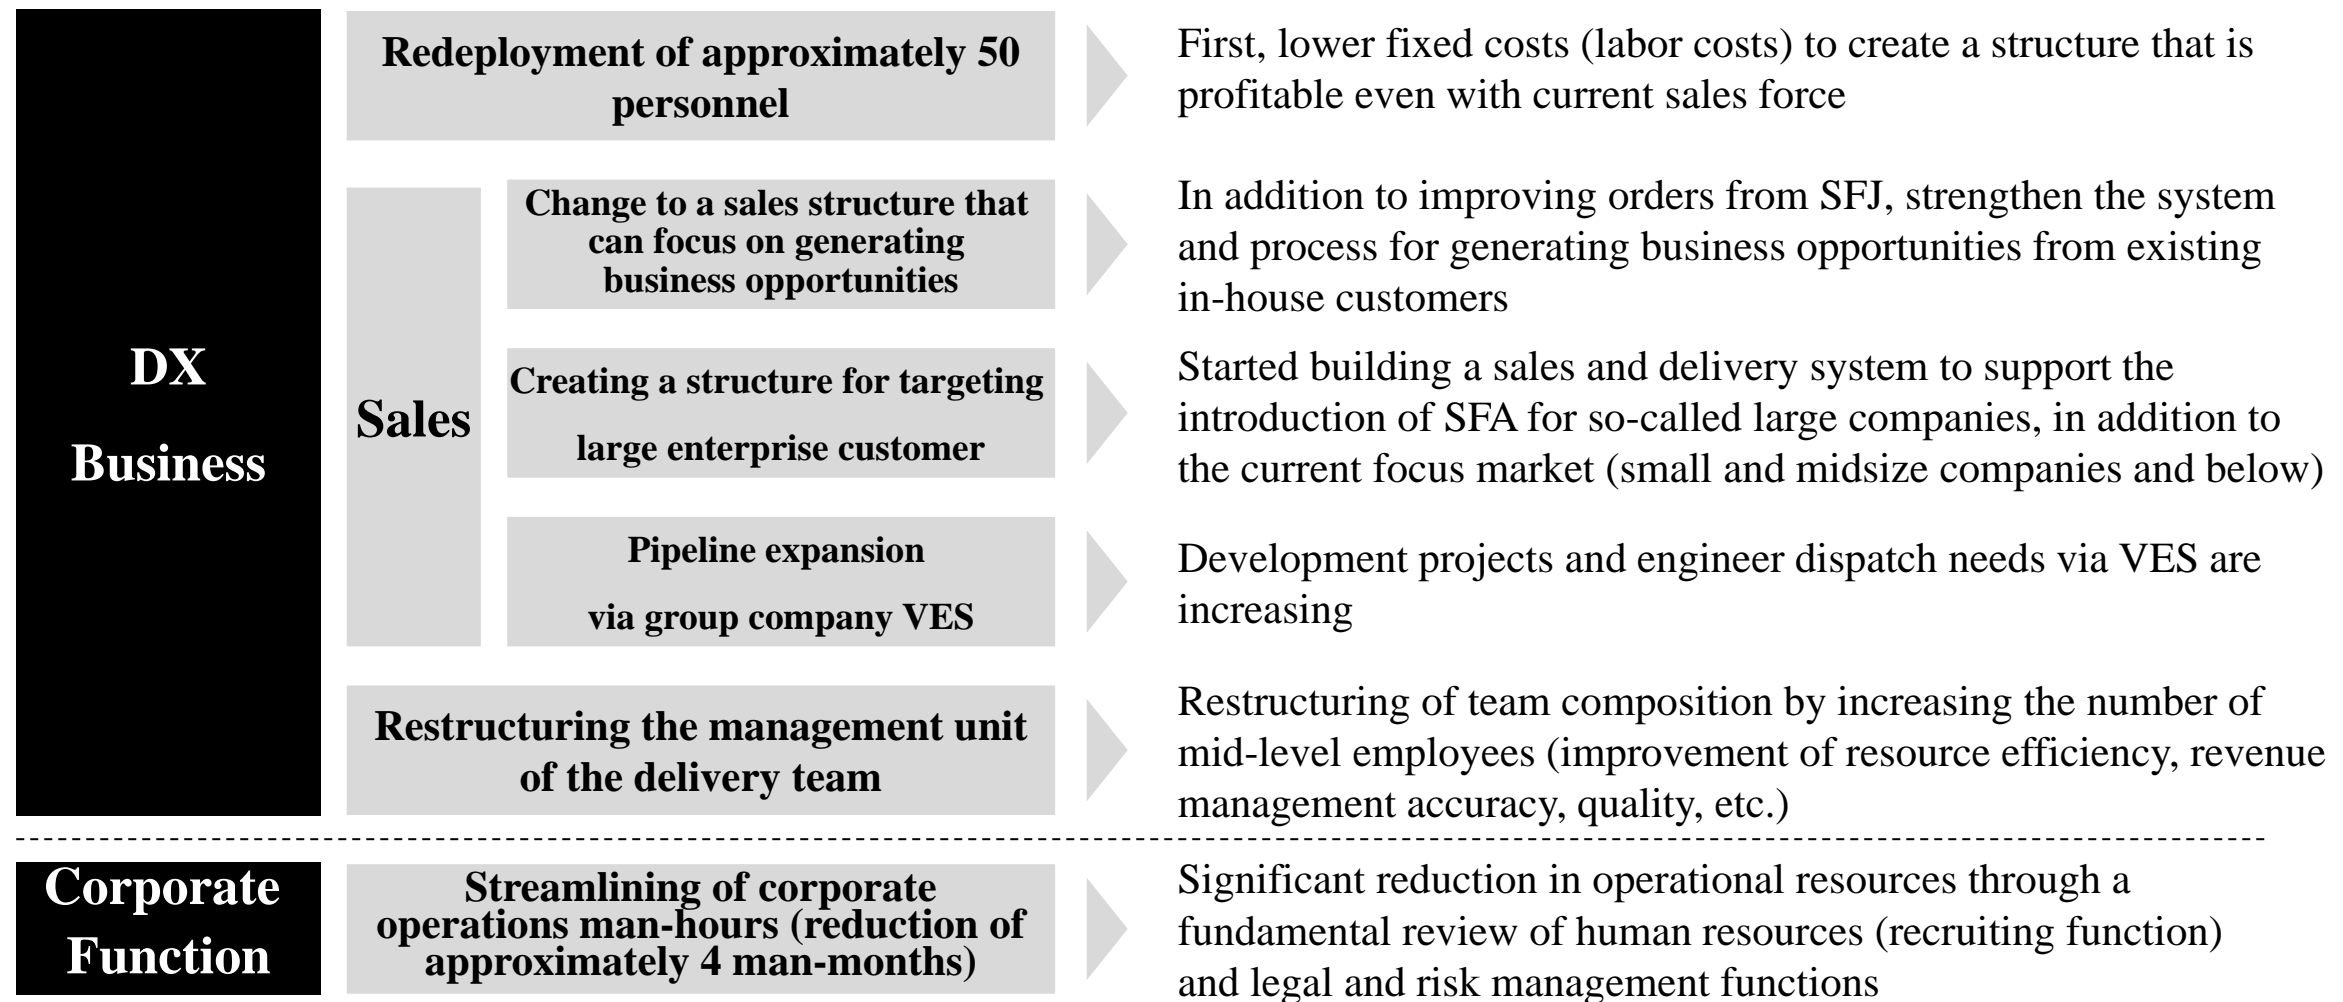 DX
Business
Redeployment of approximately 50
personnel
First, lower fixed costs (labor costs) to create a structure that is
profitable even with current sales force
Sales
Change to a sales structure that
can focus on generating
business opportunities
In addition to improving orders from SFJ, strengthen the system
and process for generating business opportunities from existing
in-house customers
Creating a structure for targeting
large enterprise customer
Started building a sales and delivery system to support the
introduction of SFA for so-called large companies, in addition to
the current focus market (small and midsize companies and below)
Pipeline expansion
via group company VES
Development projects and engineer dispatch needs via VES are
increasing
Restructuring the management unit
of the delivery team
Restructuring of team composition by increasing the number of
mid-level employees (improvement of resource efficiency, revenue
management accuracy, quality, etc.)
Corporate
Function
Streamlining of corporate
operations man-hours (reduction of
approximately 4 man-months)
Significant reduction in operational resources through a
fundamental review of human resources (recruiting function)
and legal and risk management functions